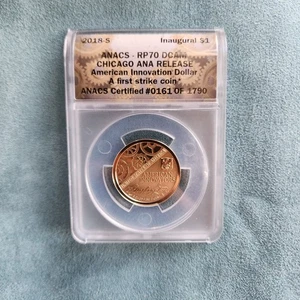 2018-S Inaugural $1
ANACS - RP70 DCAM
CHICAGO ANA RELEASE
American Innovation Dollar
A first strike coin*
ANACS Certified #0161 OF 1790
AMERICAN